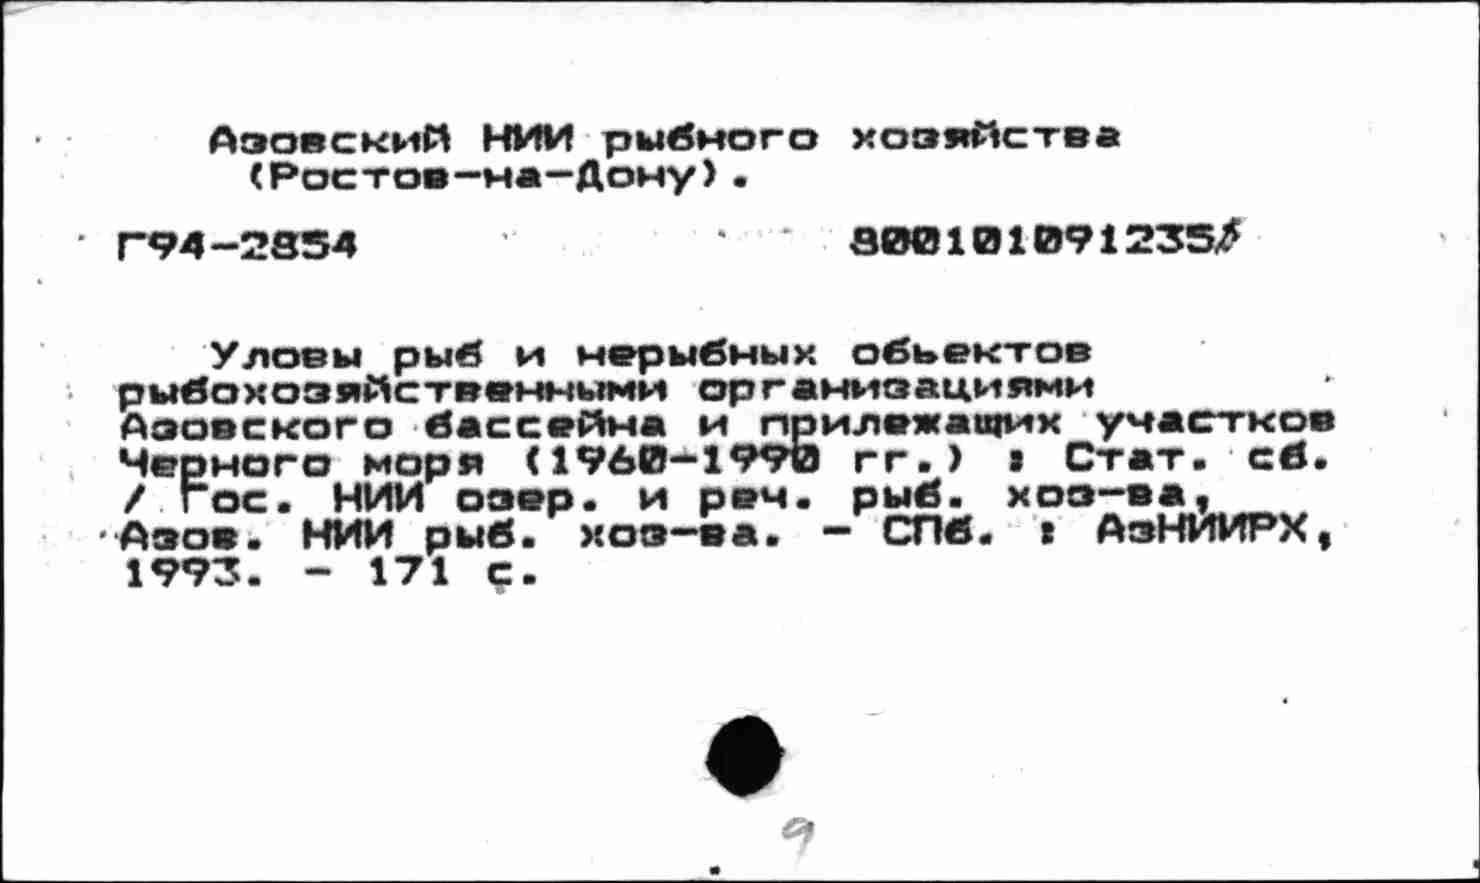 Азовский НИИ рыбного хозяйства
(Ростов-на-Дону).
Г94-2854
Уловы рыб и нерыбных обьектов
рыбохозяйственными организациями
Азовского бассейна и прилежащих участков
Черного моря (1960-1990 гг.) : Стат. сб.
/ Гос. НИИ озер. и реч. рыб. хоз-ва,
Азов. НИИ рыб. хоз-ва. - СПб. : АзНИИРХ,
1993. - 171 с.
9